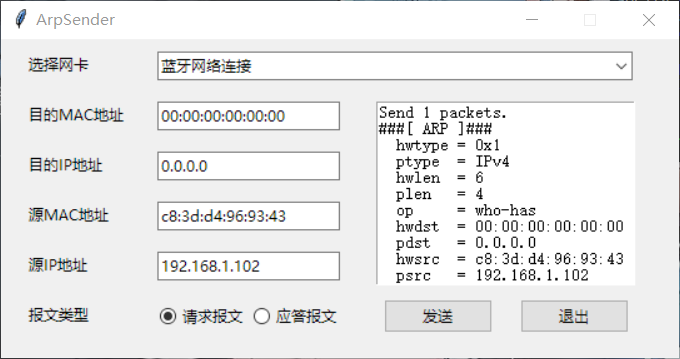 ArpSender
选择网卡
蓝牙网络连接
目的MAC地址
00:00:00:00:00:00
目的IP地址
0.0.0.0
源MAC地址
c8:3d:d4:96:93:43
源IP地址
192.168.1.102
Send 1 packets.
###[ ARP ]###
hwtype = 0x1
ptype = IPv4
hwlen = 6
plen = 4
op = who-has
hwdst = 00:00:00:00:00:00
pdst = 0.0.0.0
hwsrc = c8:3d:d4:96:93:43
psrc = 192.168.1.102
报文类型
请求报文 应答报文
发送
退出